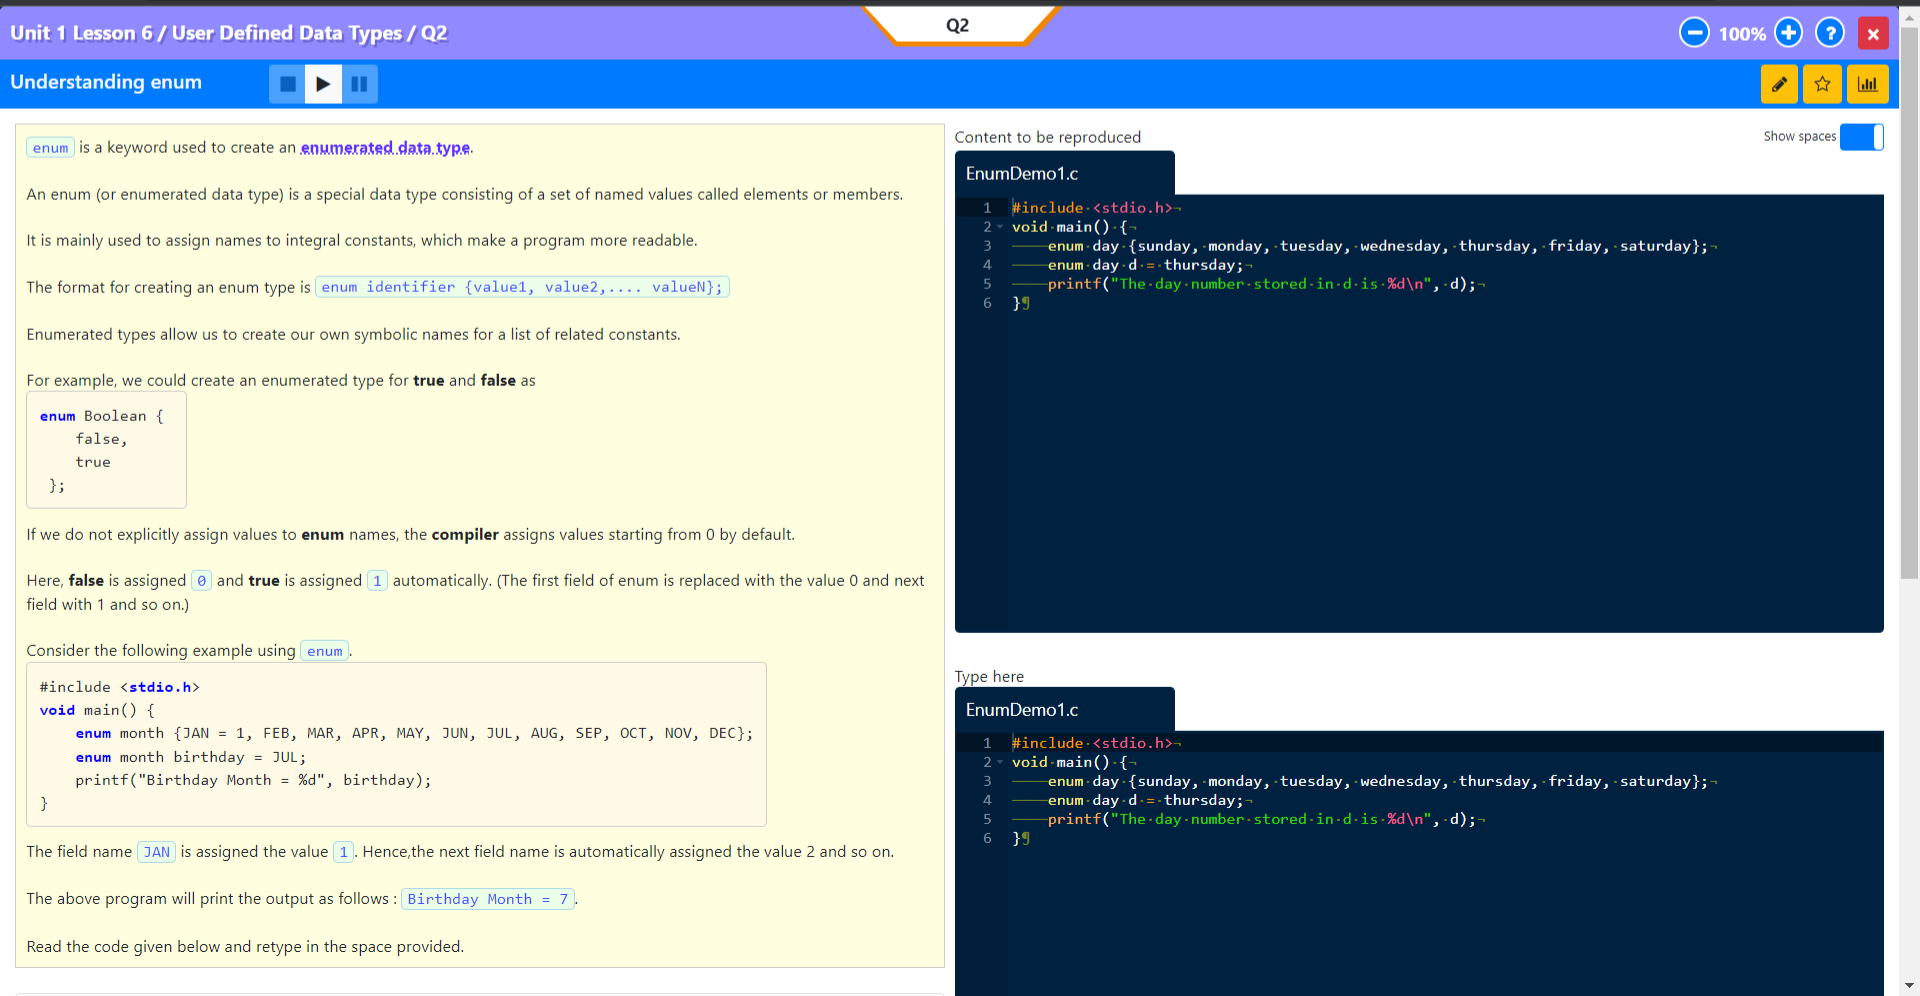 Unit 1 Lesson 6 / User Defined Data Types / Q2
Q2
100%
?
Understanding enum
enum is a keyword used to create an enumerated data type.
An enum (or enumerated data type) is a special data type consisting of a set of named values called elements or members.
It is mainly used to assign names to integral constants, which make a program more readable.
The format for creating an enum type is enum identifier {value1, value2,.... valueN};
Enumerated types allow us to create our own symbolic names for a list of related constants.
For example, we could create an enumerated type for true and false as
enum Boolean {
    false,
    true
};
If we do not explicitly assign values to enum names, the compiler assigns values starting from 0 by default.
Here, false is assigned 0 and true is assigned 1 automatically. (The first field of enum is replaced with the value 0 and next
field with 1 and so on.)
Consider the following example using enum.
#include <stdio.h>
void main() {
    enum month {JAN = 1, FEB, MAR, APR, MAY, JUN, JUL, AUG, SEP, OCT, NOV, DEC};
    enum month birthday = JUL;
    printf("Birthday Month = %d", birthday);
}
The field name JAN is assigned the value 1. Hence,the next field name is automatically assigned the value 2 and so on.
The above program will print the output as follows : Birthday Month = 7.
Read the code given below and retype in the space provided.
Content to be reproduced
Show spaces
EnumDemo1.c
1 #include·<stdio.h>¬
2 void·main()·{¬
3 ————enum·day·{sunday,·monday,·tuesday,·wednesday,·thursday,·friday,·saturday};¬
4 ————enum·day·d·=·thursday;¬
5 ————printf("The·day·number·stored·in·d·is·%d\n",·d);¬
6 }¶
Type here
EnumDemo1.c
1 #include·<stdio.h>¬
2 void·main()·{¬
3 ————enum·day·{sunday,·monday,·tuesday,·wednesday,·thursday,·friday,·saturday};¬
4 ————enum·day·d·=·thursday;¬
5 ————printf("The·day·number·stored·in·d·is·%d\n",·d);¬
6 }¶